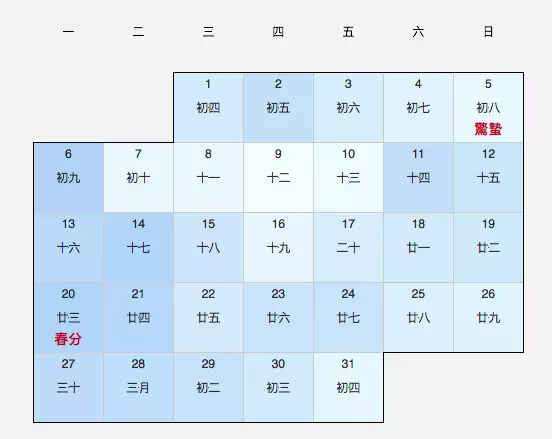 一 二 三 四 五 六 日
1 2 3 4 5
初四 初五 初六 初七 初八
驚蟄
6 7 8 9 10 11 12
初九 初十 十一 十二 十三 十四 十五
13 14 15 16 17 18 19
十六 十七 十八 十九 二十 廿一 廿二
20 21 22 23 24 25 26
廿三 廿四 廿五 廿六 廿七 廿八 廿九
春分
27 28 29 30 31
三十 三月 初二 初三 初四